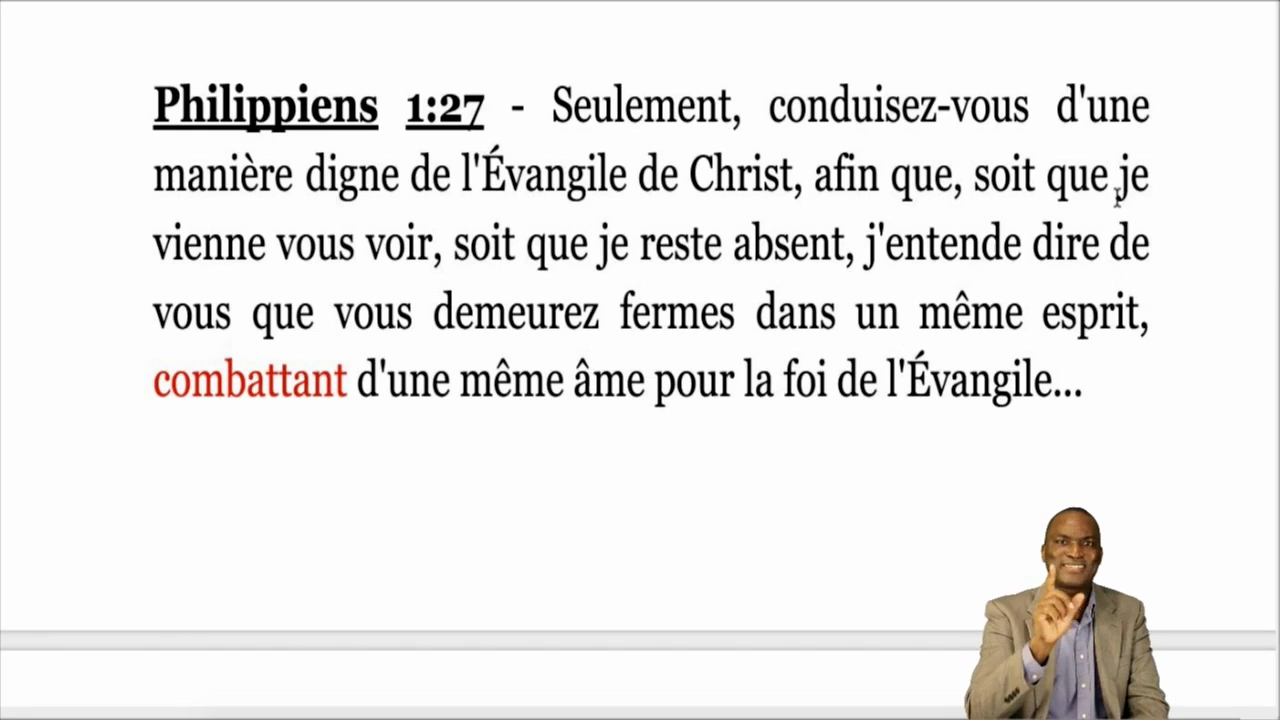 Philippiens 1:27 - Seulement, conduisez-vous d'une
manière digne de l'Évangile de Christ, afin que, soit que je
vienne vous voir, soit que je reste absent, j'entende dire de
vous que vous demeurez fermes dans un même esprit,
combattant d'une même âme pour la foi de l'Évangile...